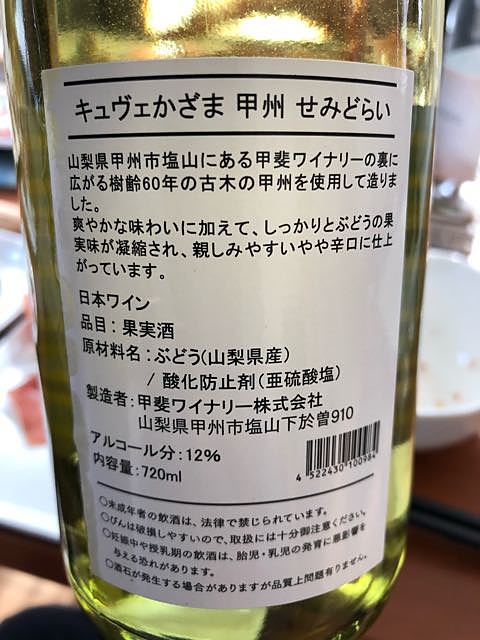 キュヴェかざま 甲州 せみどらい
山梨県甲州市塩山にある甲斐ワイナリーの裏に
広がる樹齢60年の古木の甲州を使用して造りま
した。
爽やかな味わいに加えて、しっかりとぶどうの果
実味が凝縮され、親しみやすいやや辛口に仕上
がっています。
日本ワイン
品目:果実酒
原材料名:ぶどう(山梨県産)
/ 酸化防止剤(亜硫酸塩)
製造者:甲斐ワイナリー株式会社
山梨県甲州市塩山下於曽910
アルコール分:12%
内容量:720ml
4 522430 100984
○未成年者の飲酒は、法律で禁じられています。
○びんは破損しやすいので、取扱には十分御注意ください。
○妊娠中や授乳期の飲酒は、胎児・乳児の発育に悪影響を
与える恐れがあります。
○酒石が発生する場合がありますが品質上問題有りません。